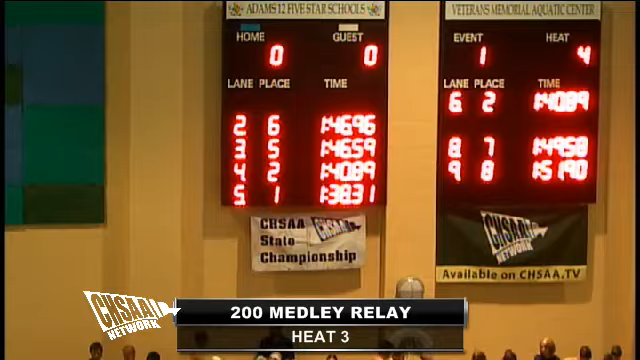 ADAMS 12 FIVE STAR SCHOOLS
HOME GUEST
0 0
LANE PLACE TIME
2 6 1:46.96
3 5 1:46.59
4 2 1:40.89
5 1 1:38.31
VETERANS MEMORIAL AQUATIC CENTER
EVENT HEAT
1 4
LANE PLACE TIME
6 2 1:40.89
8 7 1:49.58
9 8 1:51.90
CHSAA
State
Championship
CHSAA!
NETWORK
CHSAA!
NETWORK
Available on CHSAA.TV
CHSAA!
NETWORK
200 MEDLEY RELAY
HEAT 3